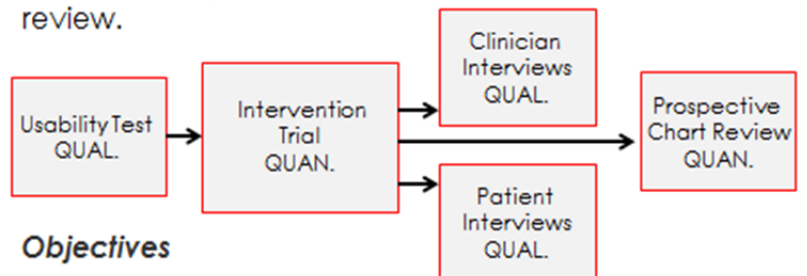 review.
Usability Test
QUAL.
Intervention
Trial
QUAN.
Clinician
Interviews
QUAL.
Patient
Interviews
QUAL.
Prospective
Chart Review
QUAN.
Objectives